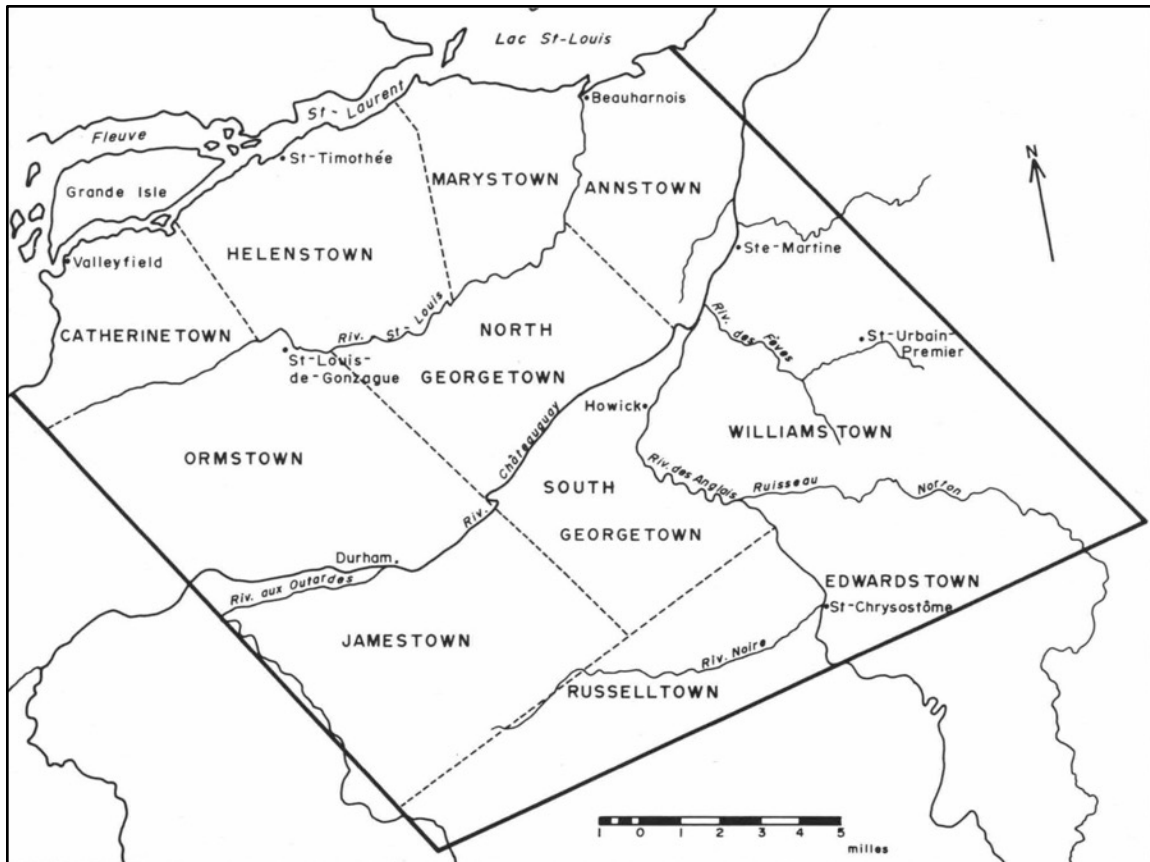 Lac St-Louis
St-Laurent
Beauharnois
Fleuve
St-Timothée
N
MARYSTOWN
ANNSTOWN
Grande Isle
Ste-Martine
HELENSTOWN
Valleyfield
CATHERINETOWN
Riv. St-Louis
NORTH
GEORGETOWN
Riv. des Fèves
St-Urbain-
Premier
St-Louis-
de-Gonzague
Howick
WILLIAMSTOWN
ORMSTOWN
Riv. Châteauguay
Riv. des Anglais
Ruisseau Norton
SOUTH
GEORGETOWN
Durham
Riv. aux Outardes
EDWARDSTOWN
St-Chrysostôme
JAMESTOWN
Riv. Noire
RUSSELLTOWN
1 0 1 2 3 4 5
milles